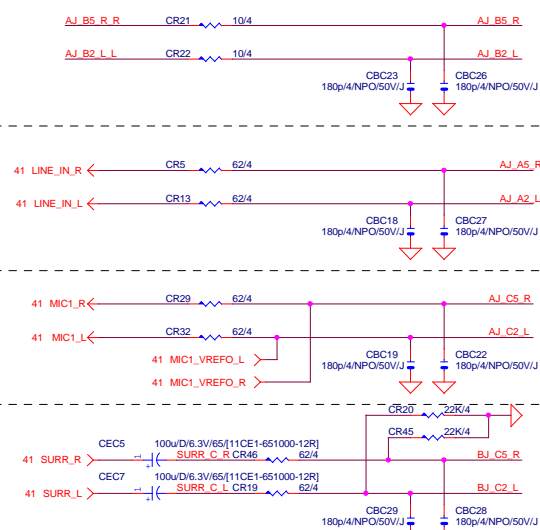 AJ_B5_R_R CR21 10/4 AJ_B5_R
AJ_B2_L_L CR22 10/4 AJ_B2_L
CBC23 CBC26
180p/4/NPO/50V/J 180p/4/NPO/50V/J
41 LINE_IN_R CR5 62/4 AJ_A5_R
41 LINE_IN_L CR13 62/4 AJ_A2_L
CBC18 CBC27
180p/4/NPO/50V/J 180p/4/NPO/50V/J
41 MIC1_R CR29 62/4 AJ_C5_R
41 MIC1_L CR32 62/4 AJ_C2_L
41 MIC1_VREFO_L CBC19 CBC22
180p/4/NPO/50V/J 180p/4/NPO/50V/J
41 MIC1_VREFO_R
CR20 22K/4
CR45 22K/4
CEC5 100u/D/6.3V/65/[11CE1-651000-12R]
41 SURR_R 1 + SURR_C_R CR46 62/4 BJ_C5_R
CEC7 100u/D/6.3V/65/[11CE1-651000-12R]
41 SURR_L 1 + SURR_C_L CR19 62/4 BJ_C2_L
CBC29 CBC28
180p/4/NPO/50V/J 180p/4/NPO/50V/J